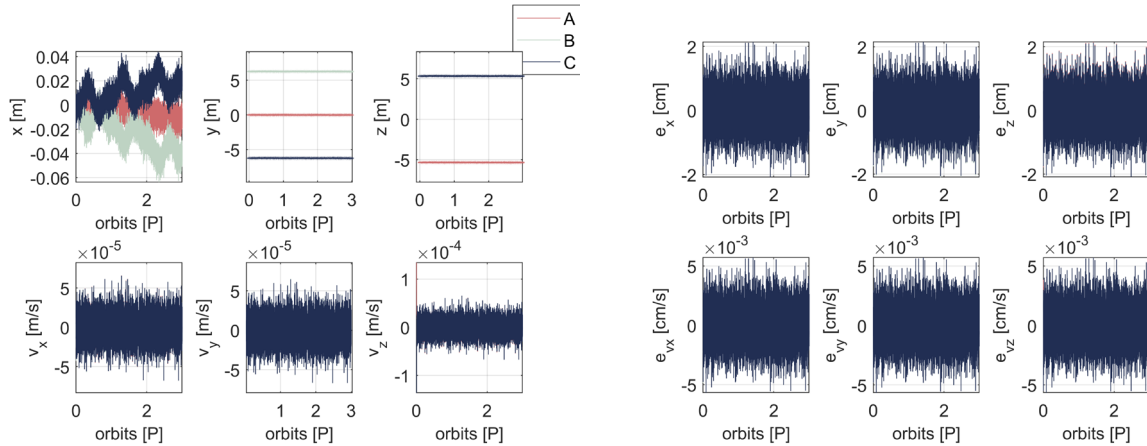 A
B
C
0.04
0.02
0
-0.02
-0.04
-0.06
x [m]
0 2
orbits [P]
5
0
-5
y [m]
0 1 2 3
orbits [P]
5
0
-5
z [m]
0 1 2
orbits [P]
2
0
-2
e_x [cm]
0 2
orbits [P]
2
0
-2
e_y [cm]
0 2
orbits [P]
2
0
-2
e_z [cm]
0 2
orbits [P]
×10^-5
5
0
-5
v_x [m/s]
0 2
orbits [P]
×10^-5
5
0
-5
v_y [m/s]
1 2 3
orbits [P]
×10^-4
1
0
-1
v_z [m/s]
0 2
orbits [P]
×10^-3
5
0
-5
e_vx [cm/s]
0 2
orbits [P]
×10^-3
5
0
-5
e_vy [cm/s]
0 2
orbits [P]
×10^-3
5
0
-5
e_vz [cm/s]
0 2
orbits [P]